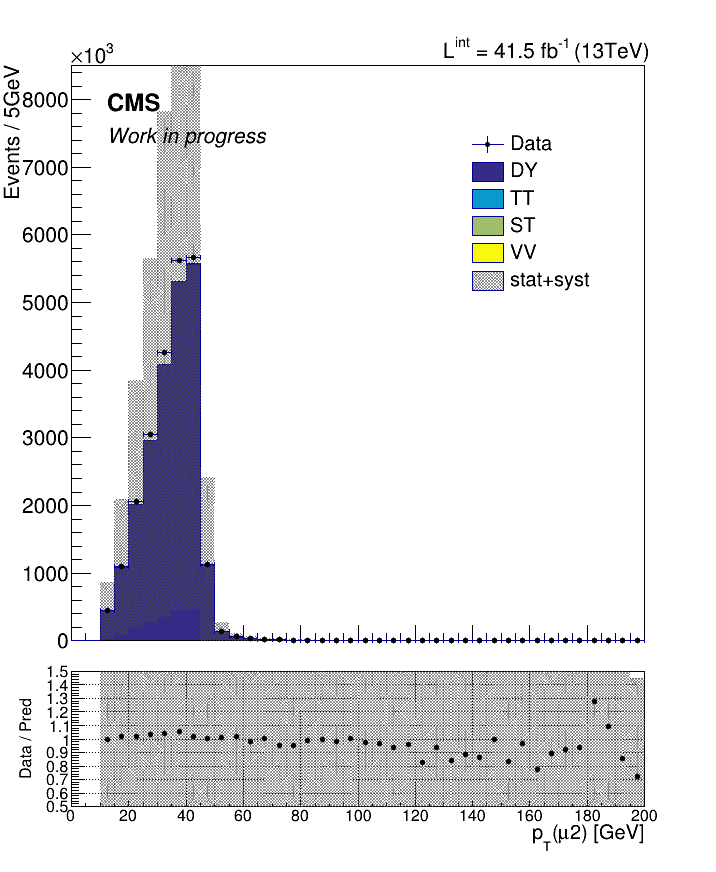 ×10³
L^int = 41.5 fb⁻¹ (13TeV)
Events / 5GeV
8000
7000
6000
5000
4000
3000
2000
1000
0
CMS
Work in progress
Data
DY
TT
ST
VV
stat+syst
Data / Pred
1.5
1.4
1.3
1.2
1.1
1
0.9
0.8
0.7
0.6
0.5
0 20 40 60 80 100 120 140 160 180 200
p_T(μ2) [GeV]